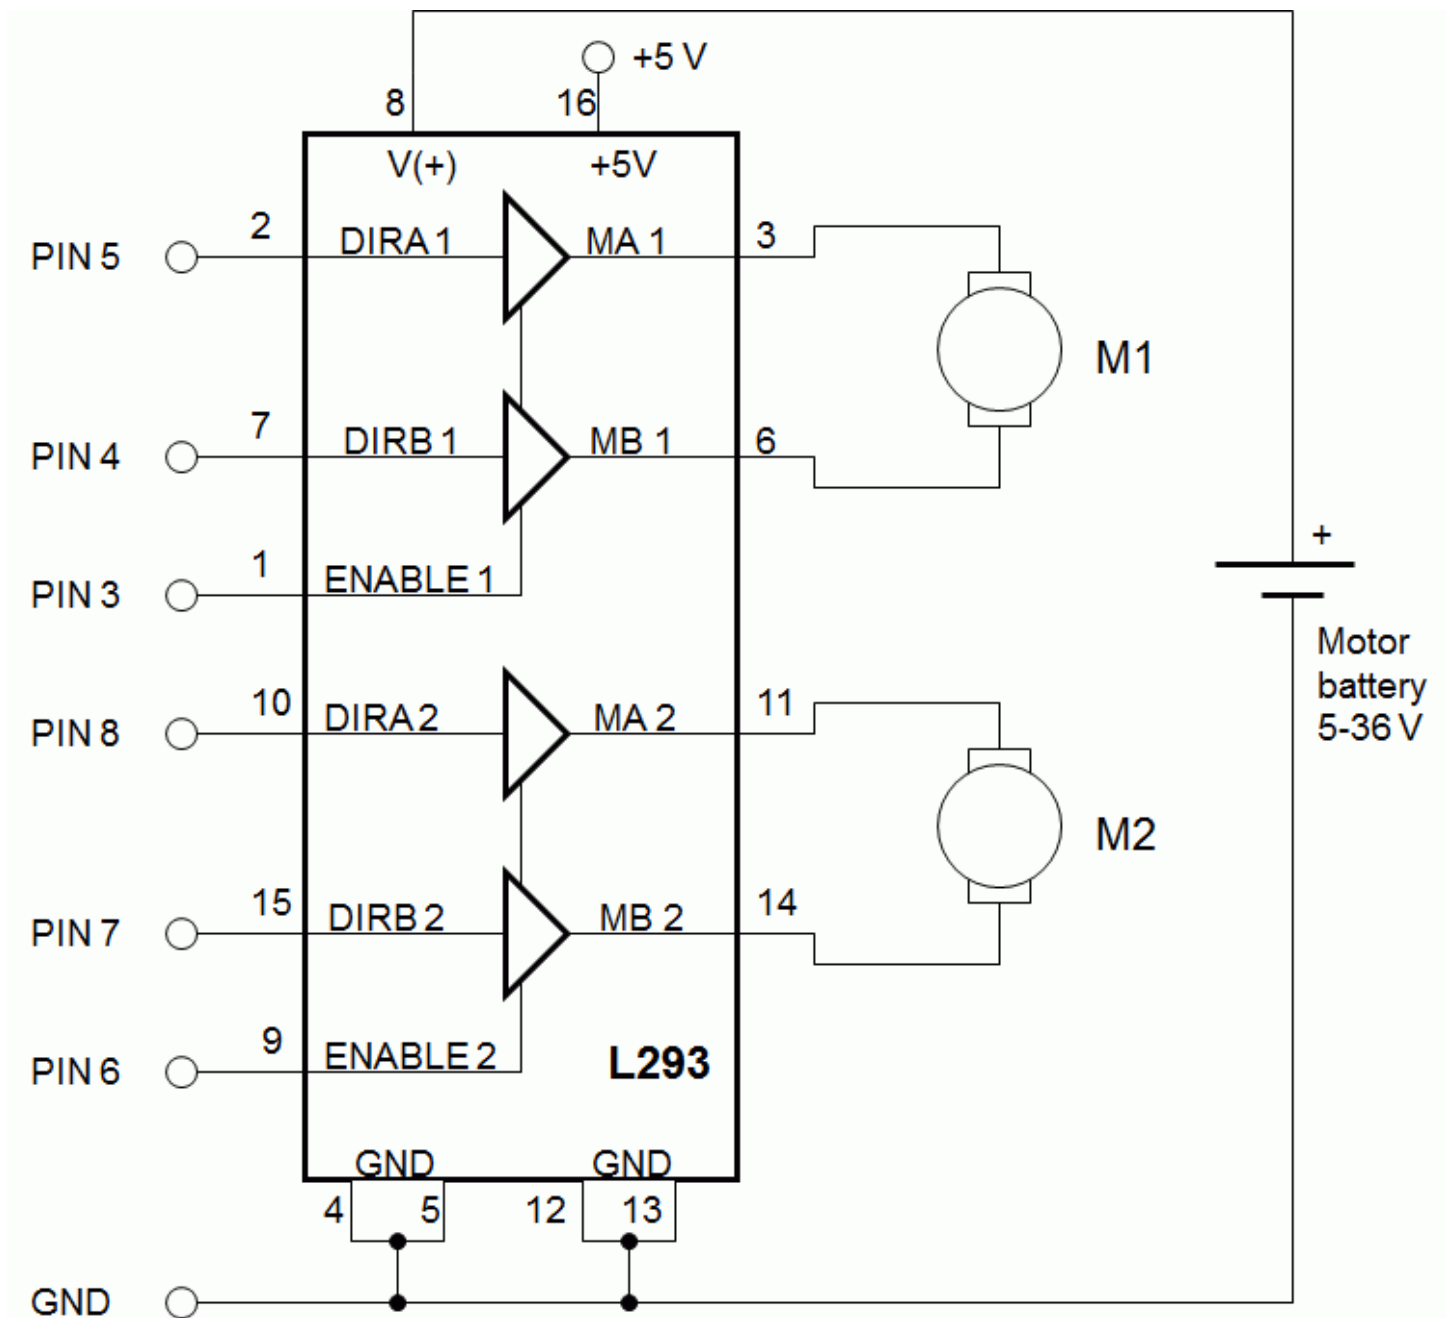 +5 V
8
16
V(+)
+5V
PIN 5
2
DIRA 1
MA 1
3
M1
PIN 4
7
DIRB 1
MB 1
6
PIN 3
1
ENABLE 1
+
Motor
battery
5-36 V
PIN 8
10
DIRA 2
MA 2
11
M2
PIN 7
15
DIRB 2
MB 2
14
PIN 6
9
ENABLE 2
L293
GND
GND
4
5
12
13
GND